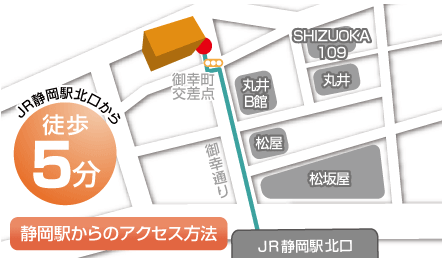 SHIZUOKA
109
御幸町
交差点
丸井
B館
丸井
JR静岡駅北口から
徒歩
5分
松屋
御幸通り
松坂屋
静岡駅からのアクセス方法
JR静岡駅北口